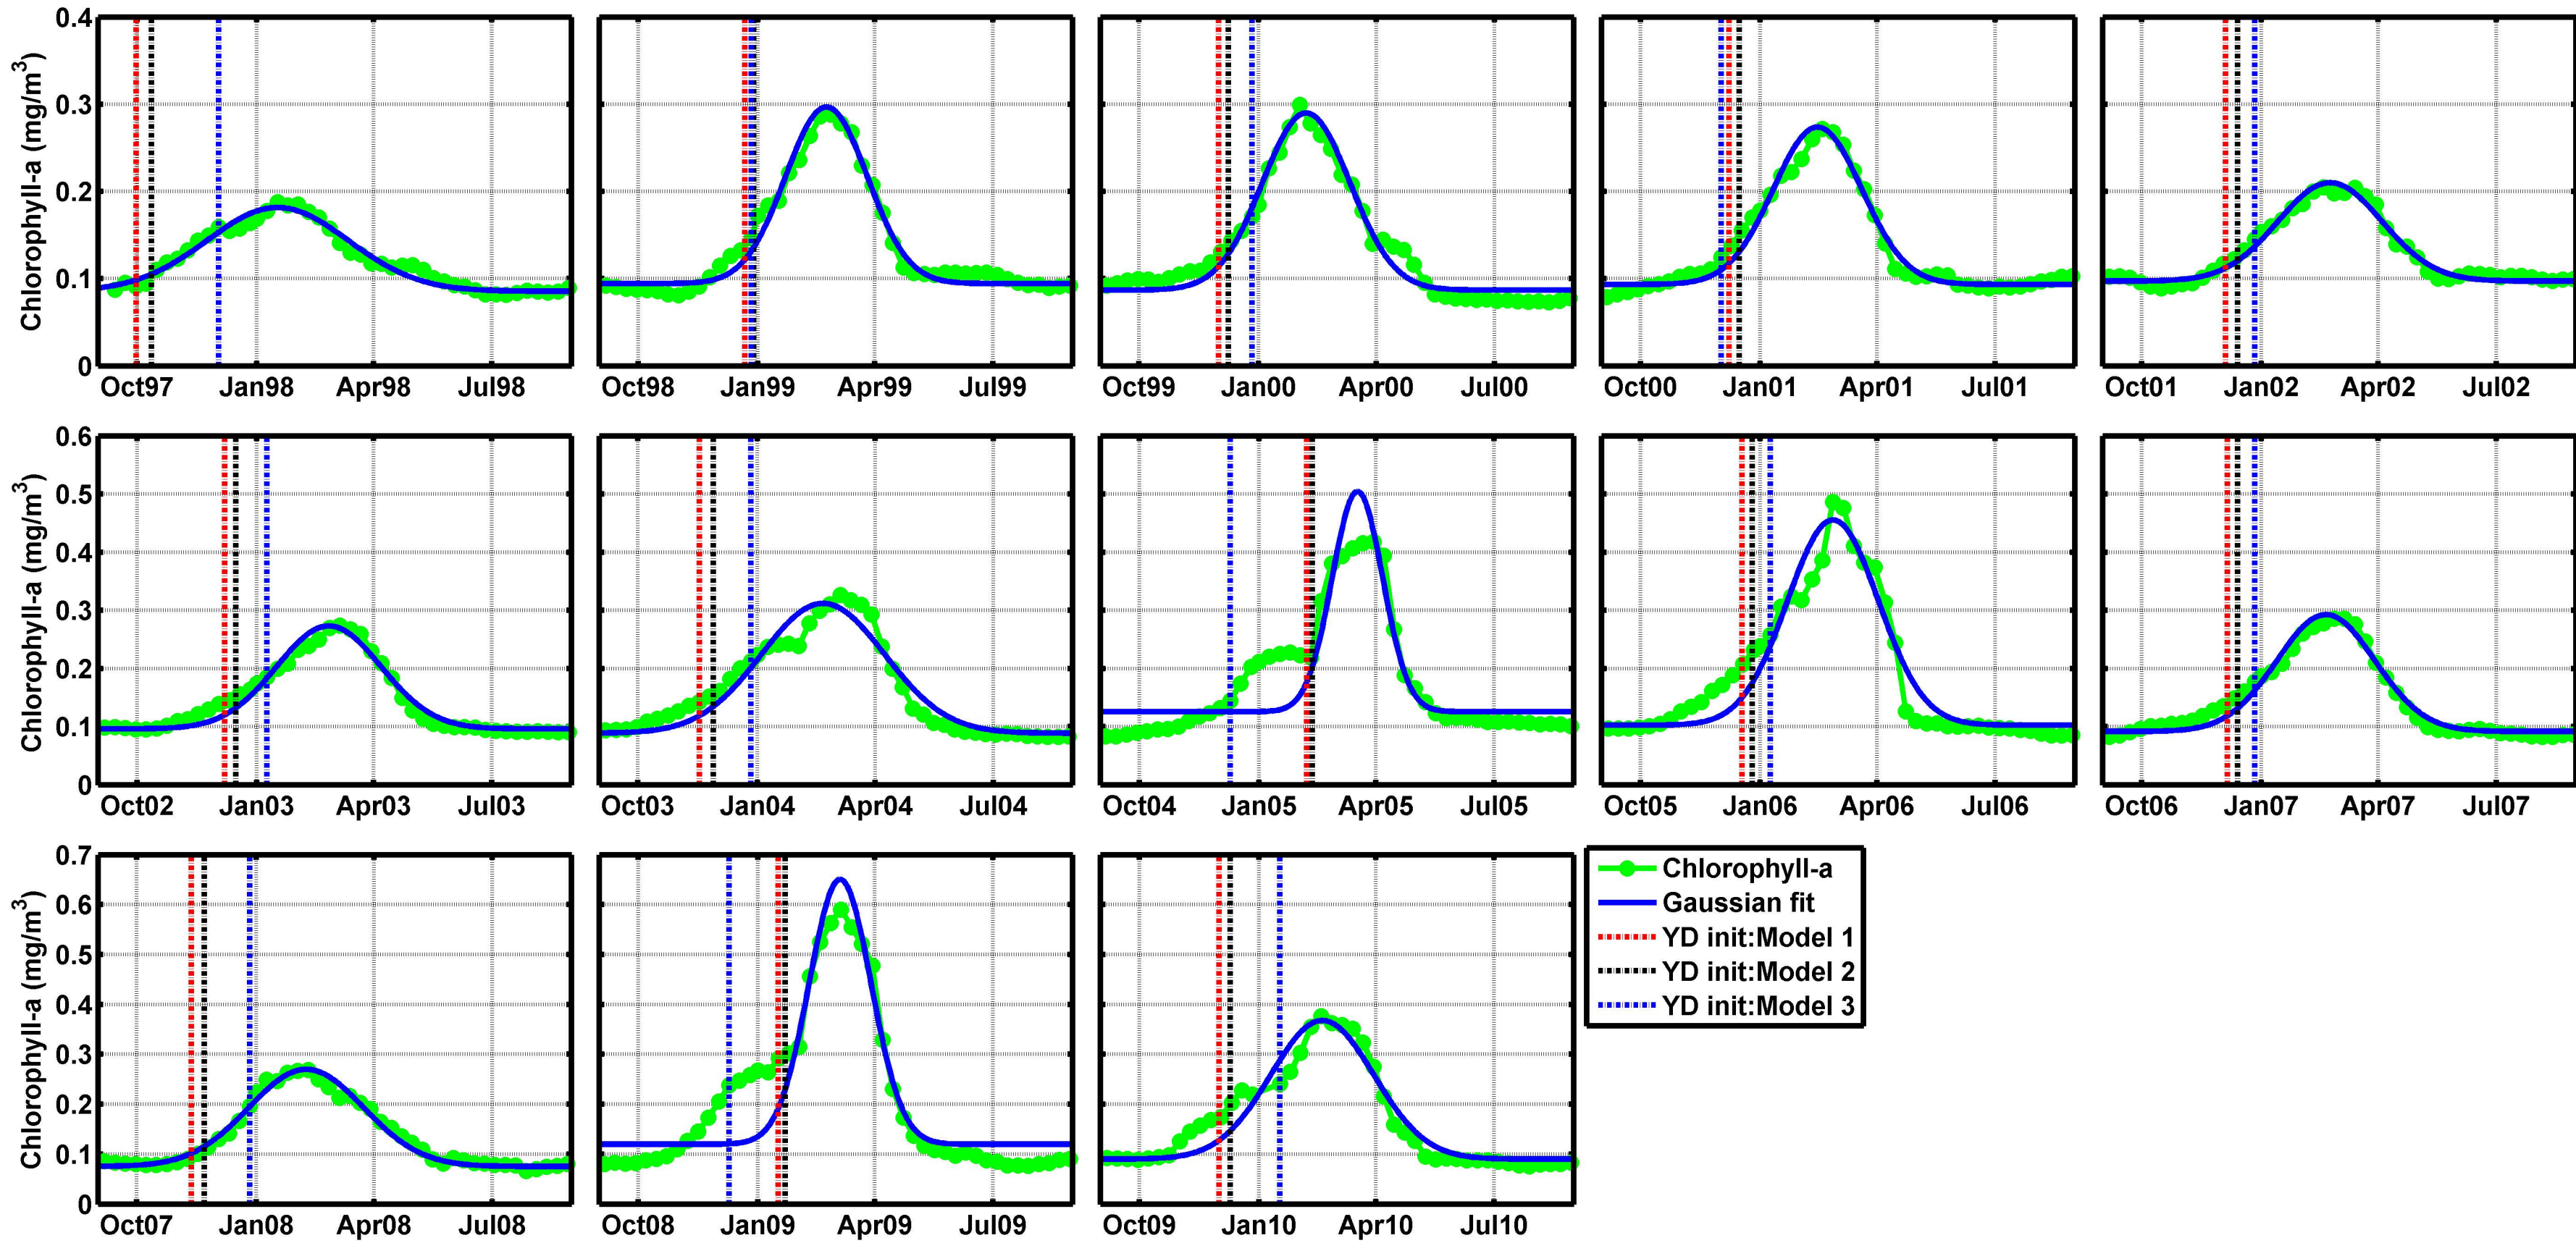 Chlorophyll-a (mg/m³)
0.4
0.3
0.2
0.1
0
Oct97 Jan98 Apr98 Jul98
Oct98 Jan99 Apr99 Jul99
Oct99 Jan00 Apr00 Jul00
Oct00 Jan01 Apr01 Jul01
Oct01 Jan02 Apr02 Jul02
Chlorophyll-a (mg/m³)
0.6
0.5
0.4
0.3
0.2
0.1
0
Oct02 Jan03 Apr03 Jul03
Oct03 Jan04 Apr04 Jul04
Oct04 Jan05 Apr05 Jul05
Oct05 Jan06 Apr06 Jul06
Oct06 Jan07 Apr07 Jul07
Chlorophyll-a (mg/m³)
0.7
0.6
0.5
0.4
0.3
0.2
0.1
0
Oct07 Jan08 Apr08 Jul08
Oct08 Jan09 Apr09 Jul09
Oct09 Jan10 Apr10 Jul10
Chlorophyll-a
Gaussian fit
YD init:Model 1
YD init:Model 2
YD init:Model 3